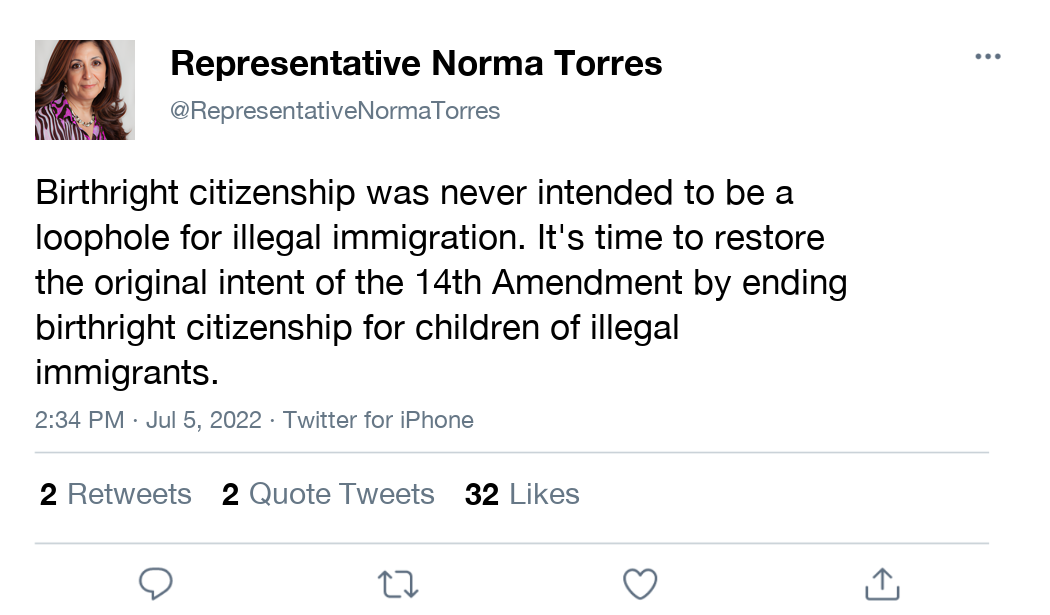 Representative Norma Torres
@RepresentativeNormaTorres
Birthright citizenship was never intended to be a
loophole for illegal immigration. It's time to restore
the original intent of the 14th Amendment by ending
birthright citizenship for children of illegal
immigrants.
2:34 PM · Jul 5, 2022 · Twitter for iPhone
2 Retweets 2 Quote Tweets 32 Likes